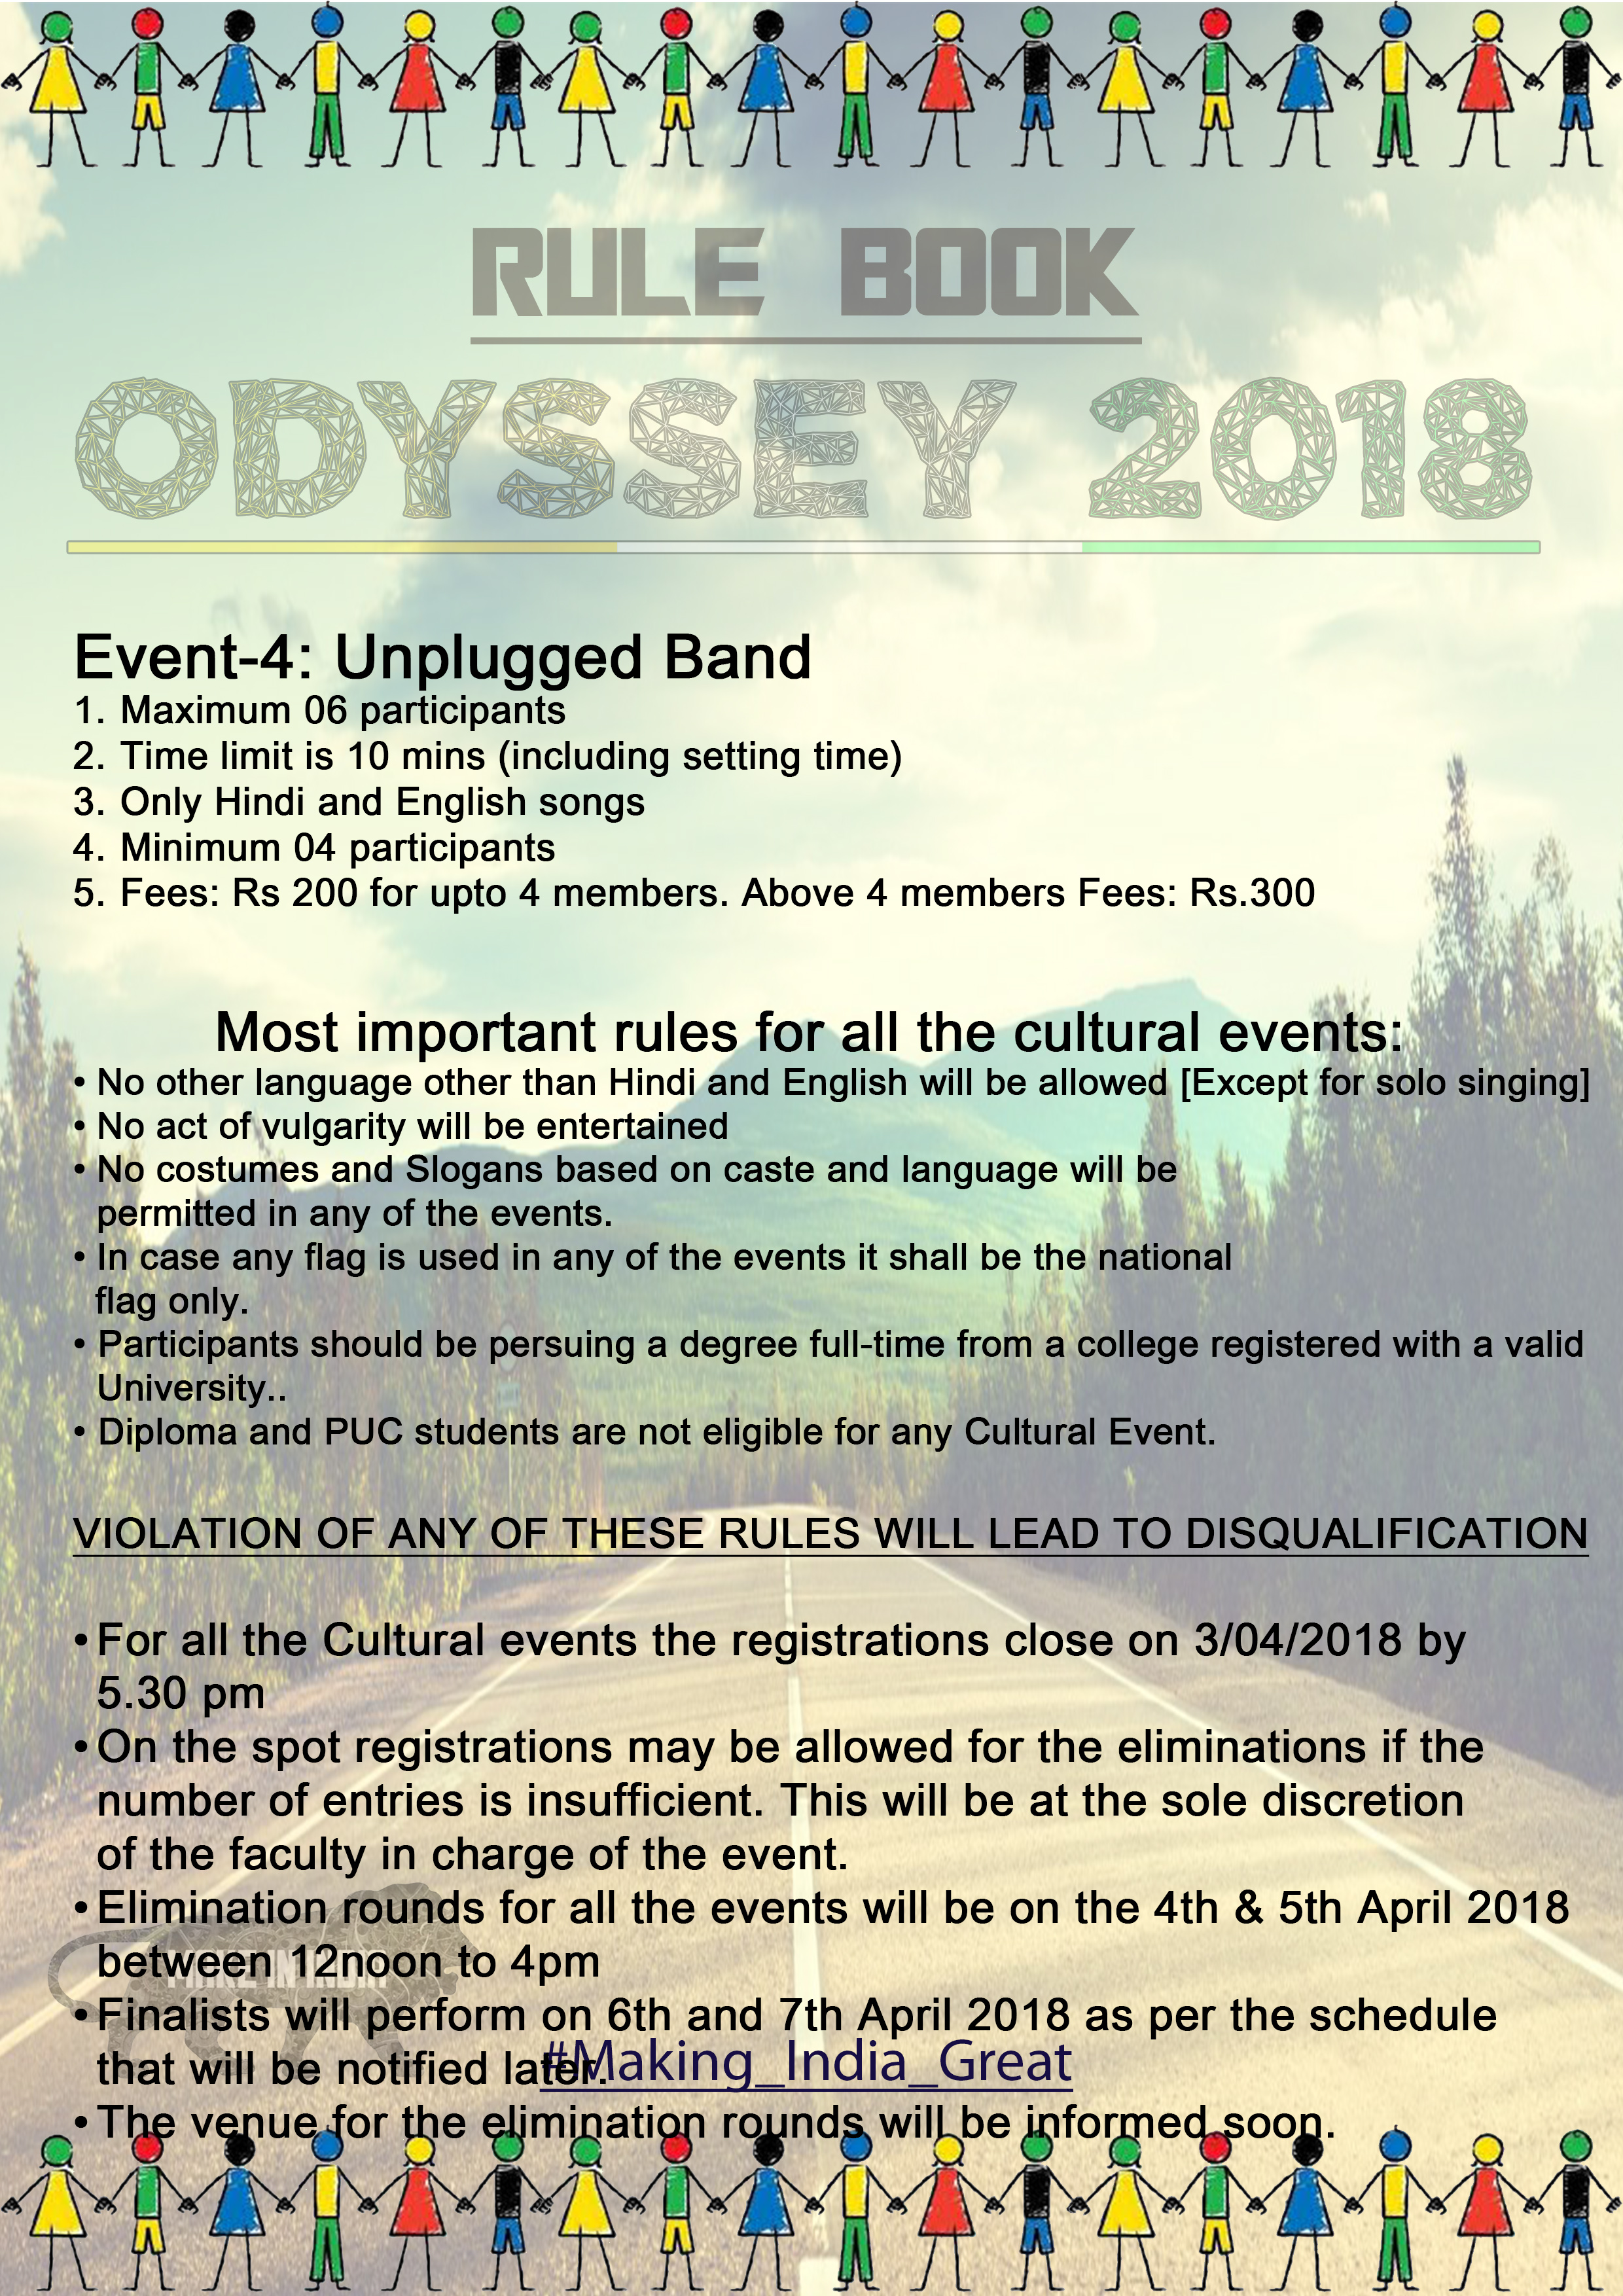 RULE BOOK
ODYSSEY 2018
Event-4: Unplugged Band
1. Maximum 06 participants
2. Time limit is 10 mins (including setting time)
3. Only Hindi and English songs
4. Minimum 04 participants
5. Fees: Rs 200 for upto 4 members. Above 4 members Fees: Rs.300
Most important rules for all the cultural events:
• No other language other than Hindi and English will be allowed [Except for solo singing]
• No act of vulgarity will be entertained
• No costumes and Slogans based on caste and language will be
permitted in any of the events.
• In case any flag is used in any of the events it shall be the national
flag only.
• Participants should be persuing a degree full-time from a college registered with a valid
University..
• Diploma and PUC students are not eligible for any Cultural Event.
VIOLATION OF ANY OF THESE RULES WILL LEAD TO DISQUALIFICATION
• For all the Cultural events the registrations close on 3/04/2018 by
5.30 pm
• On the spot registrations may be allowed for the eliminations if the
number of entries is insufficient. This will be at the sole discretion
of the faculty in charge of the event.
• Elimination rounds for all the events will be on the 4th & 5th April 2018
between 12noon to 4pm
MAKE IN INDIA
• Finalists will perform on 6th and 7th April 2018 as per the schedule
that will be notified later.
#Making_India_Great
• The venue for the elimination rounds will be informed soon.